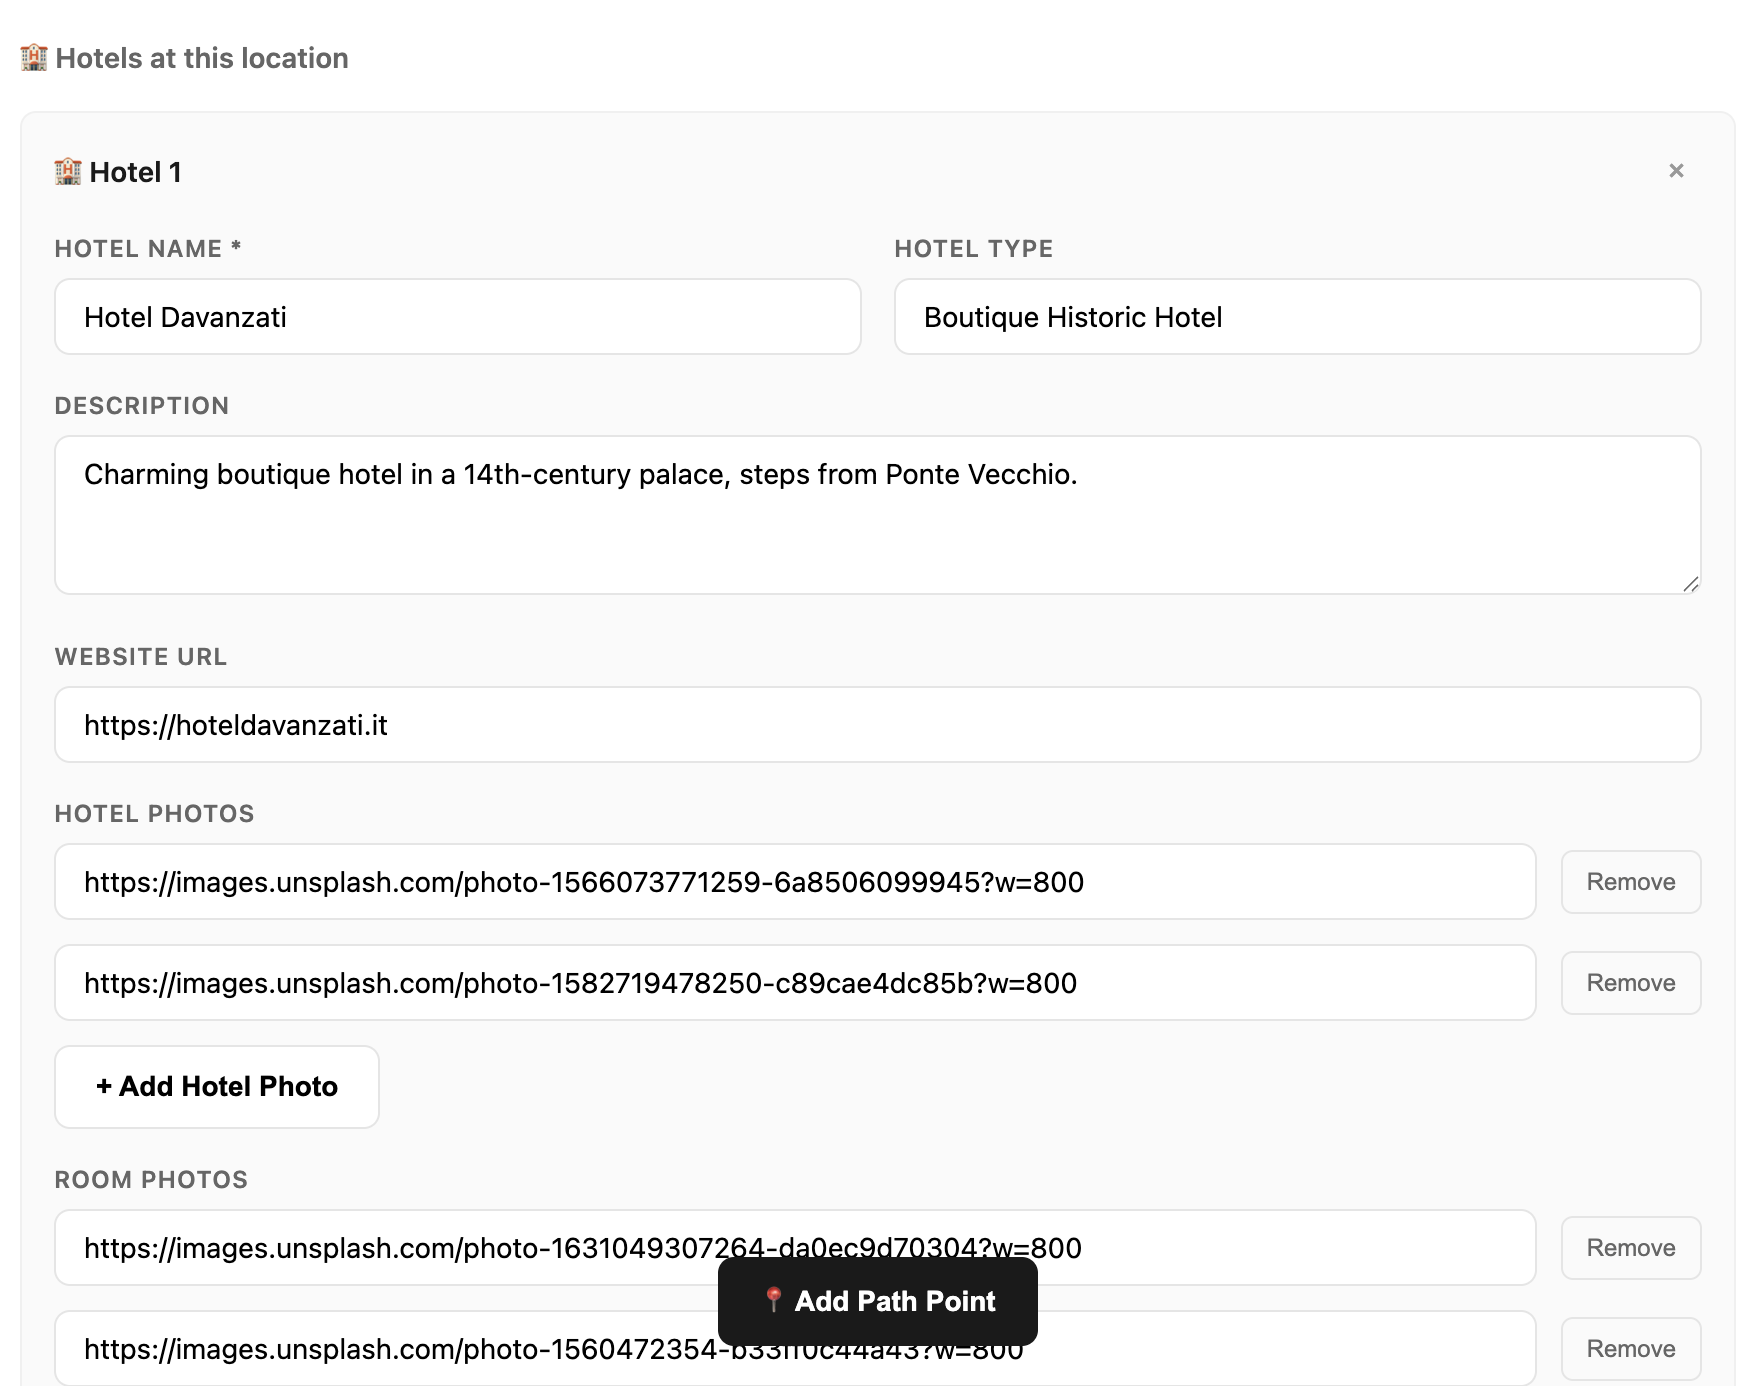 Hotels at this location
Hotel 1
×
HOTEL NAME *
HOTEL TYPE
Hotel Davanzati
Boutique Historic Hotel
DESCRIPTION
Charming boutique hotel in a 14th-century palace, steps from Ponte Vecchio.
WEBSITE URL
https://hoteldavanzati.it
HOTEL PHOTOS
https://images.unsplash.com/photo-1566073771259-6a8506099945?w=800
Remove
https://images.unsplash.com/photo-1582719478250-c89cae4dc85b?w=800
Remove
+ Add Hotel Photo
ROOM PHOTOS
https://images.unsplash.com/photo-1631049307264-da0ec9d70304?w=800
Remove
Add Path Point
https://images.unsplash.com/photo-1560472354-b33ff0c44a43?w=800
Remove